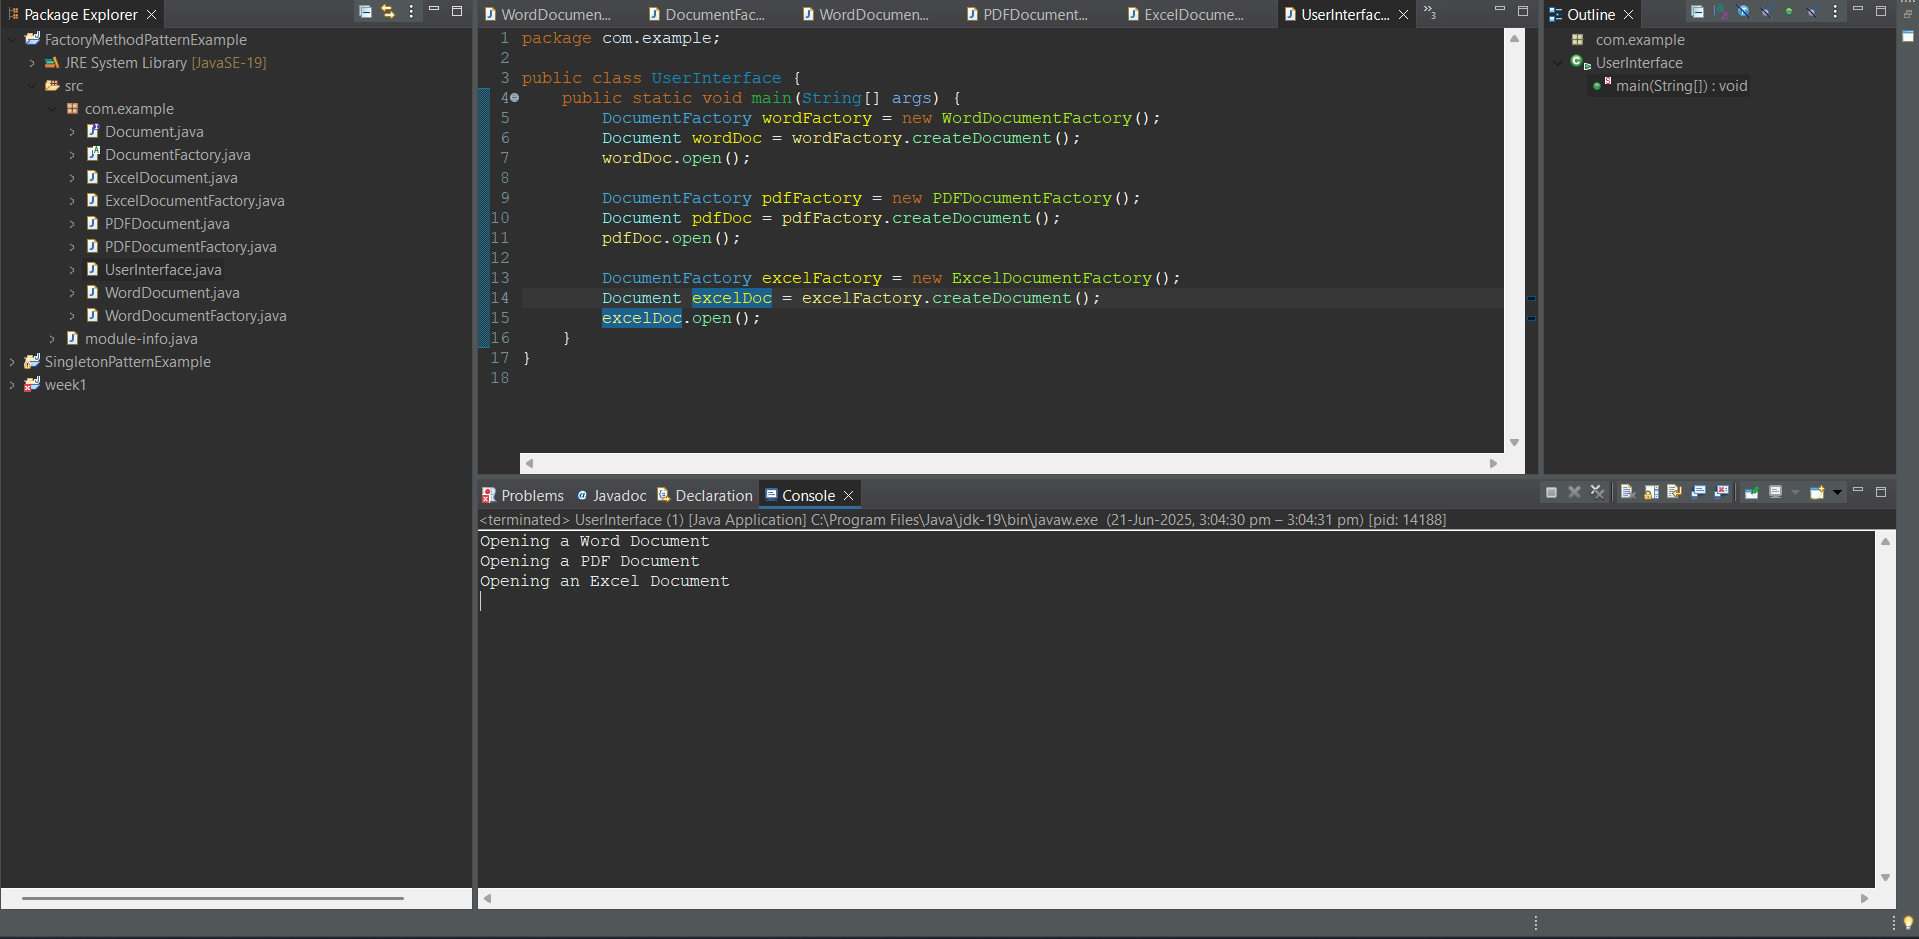 Package Explorer
FactoryMethodPatternExample
JRE System Library [JavaSE-19]
src
com.example
Document.java
DocumentFactory.java
ExcelDocument.java
ExcelDocumentFactory.java
PDFDocument.java
PDFDocumentFactory.java
UserInterface.java
WordDocument.java
WordDocumentFactory.java
module-info.java
SingletonPatternExample
week1
WordDocumen... DocumentFac... WordDocumen... PDFDocument... ExcelDocume... UserInterfac... »3
1 package com.example;
2
3 public class UserInterface {
4 public static void main(String[] args) {
5 DocumentFactory wordFactory = new WordDocumentFactory();
6 Document wordDoc = wordFactory.createDocument();
7 wordDoc.open();
8
9 DocumentFactory pdfFactory = new PDFDocumentFactory();
10 Document pdfDoc = pdfFactory.createDocument();
11 pdfDoc.open();
12
13 DocumentFactory excelFactory = new ExcelDocumentFactory();
14 Document excelDoc = excelFactory.createDocument();
15 excelDoc.open();
16 }
17 }
18
Outline
com.example
UserInterface
main(String[]) : void
Problems Javadoc Declaration Console
<terminated> UserInterface (1) [Java Application] C:\Program Files\Java\jdk-19\bin\javaw.exe (21-Jun-2025, 3:04:30 pm – 3:04:31 pm) [pid: 14188]
Opening a Word Document
Opening a PDF Document
Opening an Excel Document